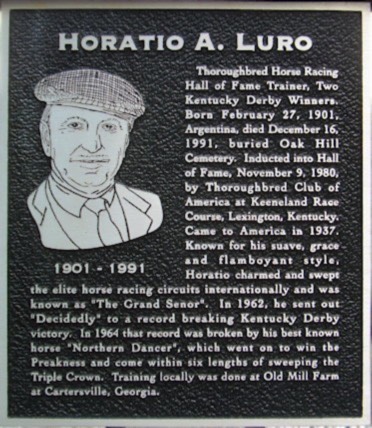 HORATIO A. LURO
Thoroughbred Horse Racing
Hall of Fame Trainer, Two
Kentucky Derby Winners.
Born February 27, 1901,
Argentina, died December 16,
1991, buried Oak Hill
Cemetery. Inducted into Hall
of Fame, November 9, 1980,
by Thoroughbred Club of
America at Keeneland Race
Course, Lexington, Kentucky.
Came to America in 1937.
Known for his suave, grace
and flamboyant style,
Horatio charmed and swept
1901 - 1991
the elite horse racing circuits internationally and was
known as "The Grand Senor". In 1962, he sent out
"Decidedly" to a record breaking Kentucky Derby
victory. In 1964 that record was broken by his best known
horse "Northern Dancer", which went on to win the
Preakness and come within six lengths of sweeping the
Triple Crown. Training locally was done at Old Mill Farm
at Cartersville, Georgia.